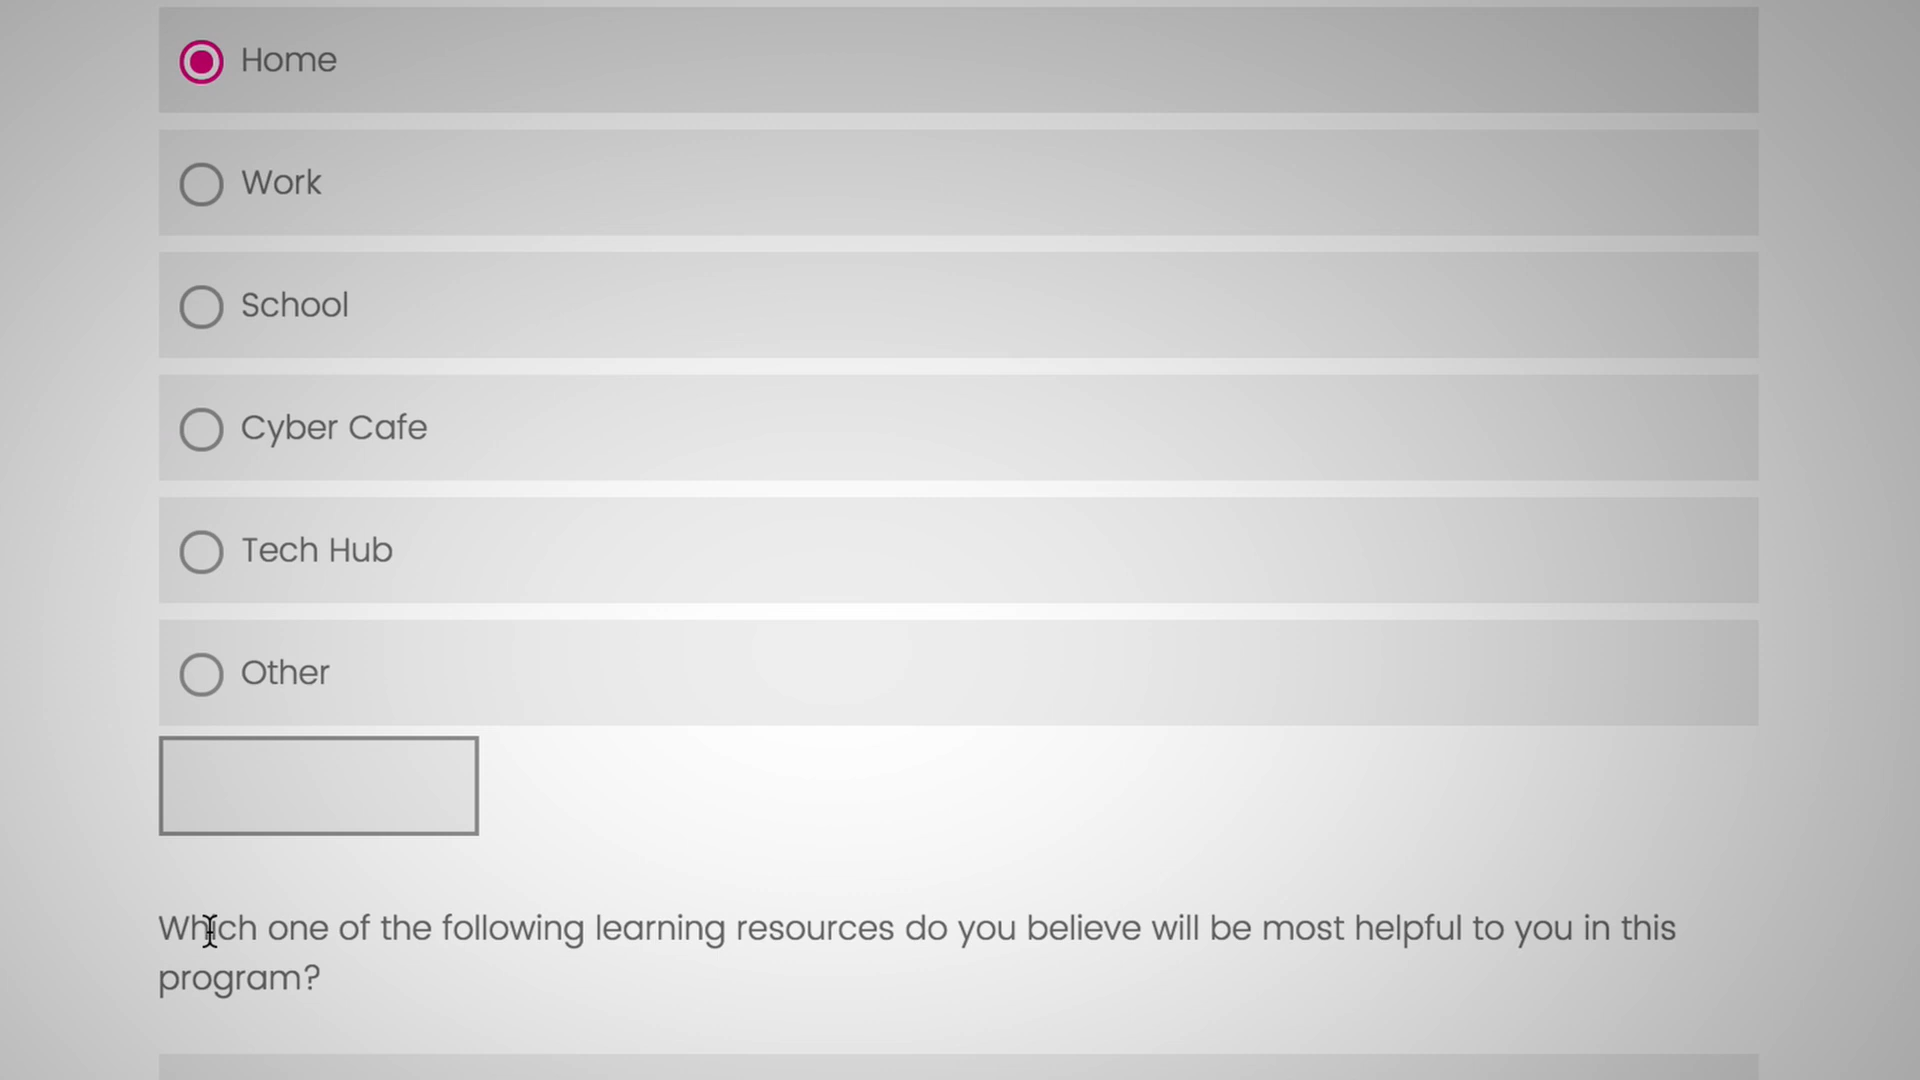 Home
Work
School
Cyber Cafe
Tech Hub
Other
Which one of the following learning resources do you believe will be most helpful to you in this
program?